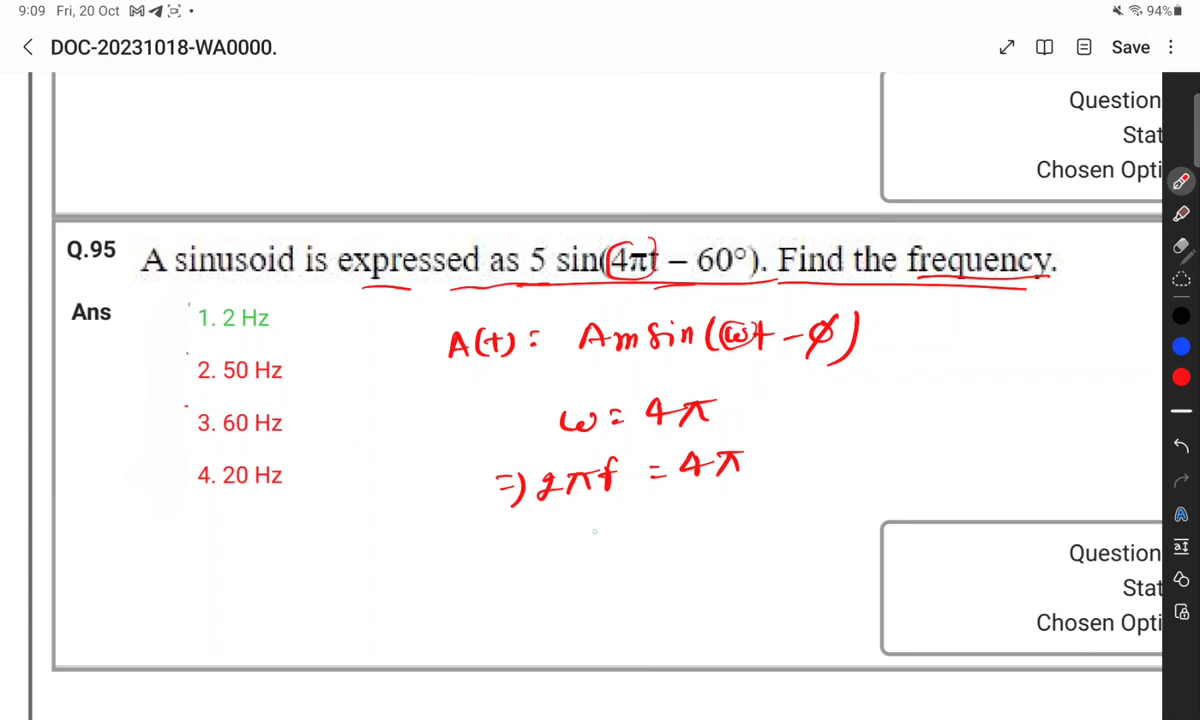 9:09 Fri, 20 Oct
94%
DOC-20231018-WA0000.
Save
Question
Stat
Chosen Opti
Q.95 A sinusoid is expressed as 5 sin(4πt – 60°). Find the frequency.
Ans
1. 2 Hz
2. 50 Hz
3. 60 Hz
4. 20 Hz
A(t) = Am sin (ωt - φ)
ω = 4π
=> 2πf = 4π
Question
Stat
Chosen Opti